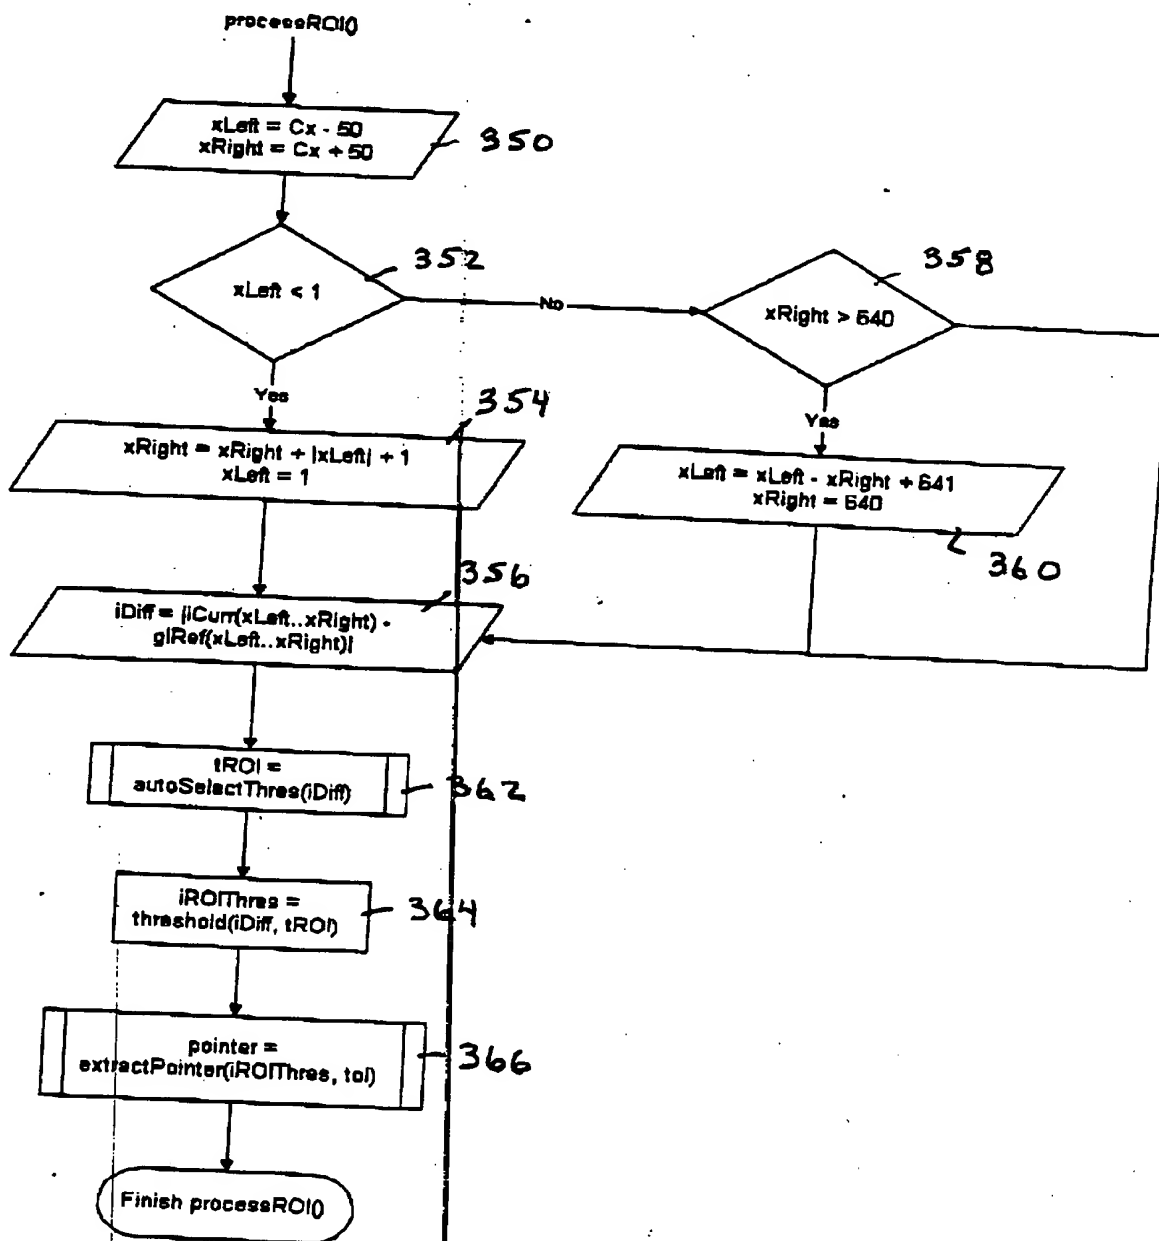 processROI()
xLeft = Cx - 50
xRight = Cx + 50
350
xLeft < 1
352
No
xRight > 640
358
Yes
Yes
354
xRight = xRight + |xLeft| + 1
xLeft = 1
xLeft = xLeft - xRight + 641
xRight = 640
360
356
iDiff = |iCurr(xLeft..xRight) -
gIRef(xLeft..xRight)|
tROI =
autoSelectThres(iDiff)
362
iROIThres =
threshold(iDiff, tROI)
364
pointer =
extractPointer(iROIThres, tol)
366
Finish processROI()